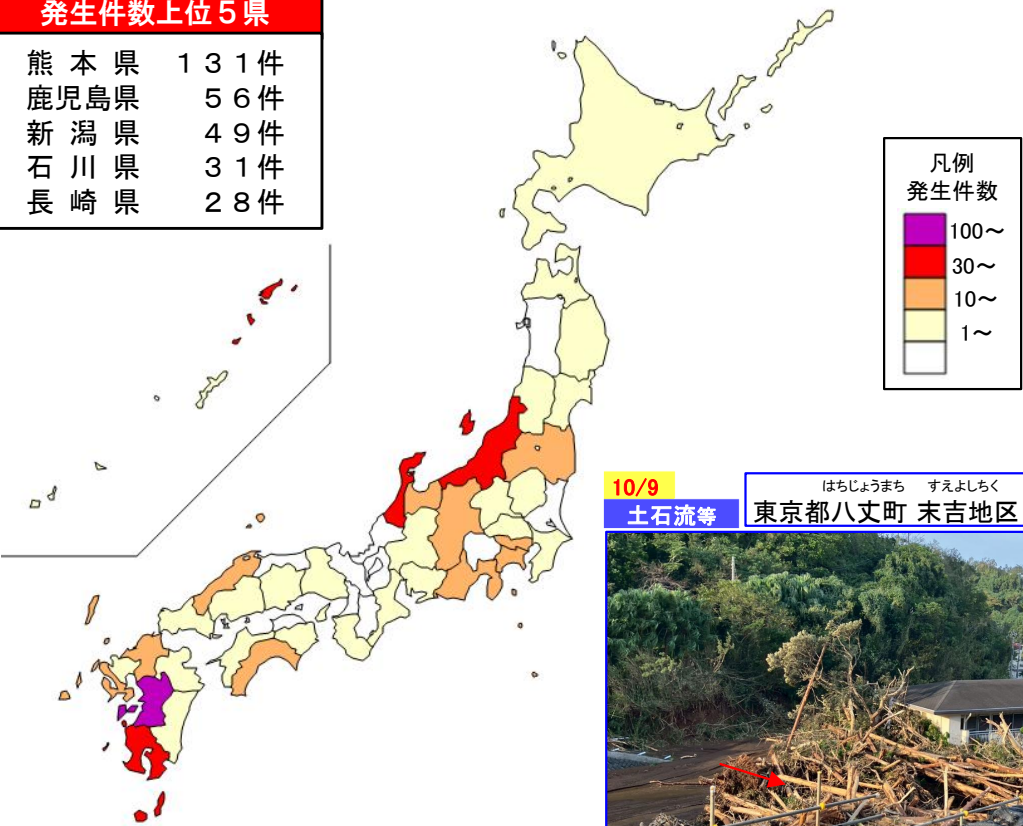 発生件数上位５県
熊本県 １３１件
鹿児島県 ５６件
新潟県 ４９件
石川県 ３１件
長崎県 ２８件
凡例
発生件数
100～
30～
10～
1～
10/9
土石流等
はちじょうまち すえよしちく
東京都八丈町 末吉地区